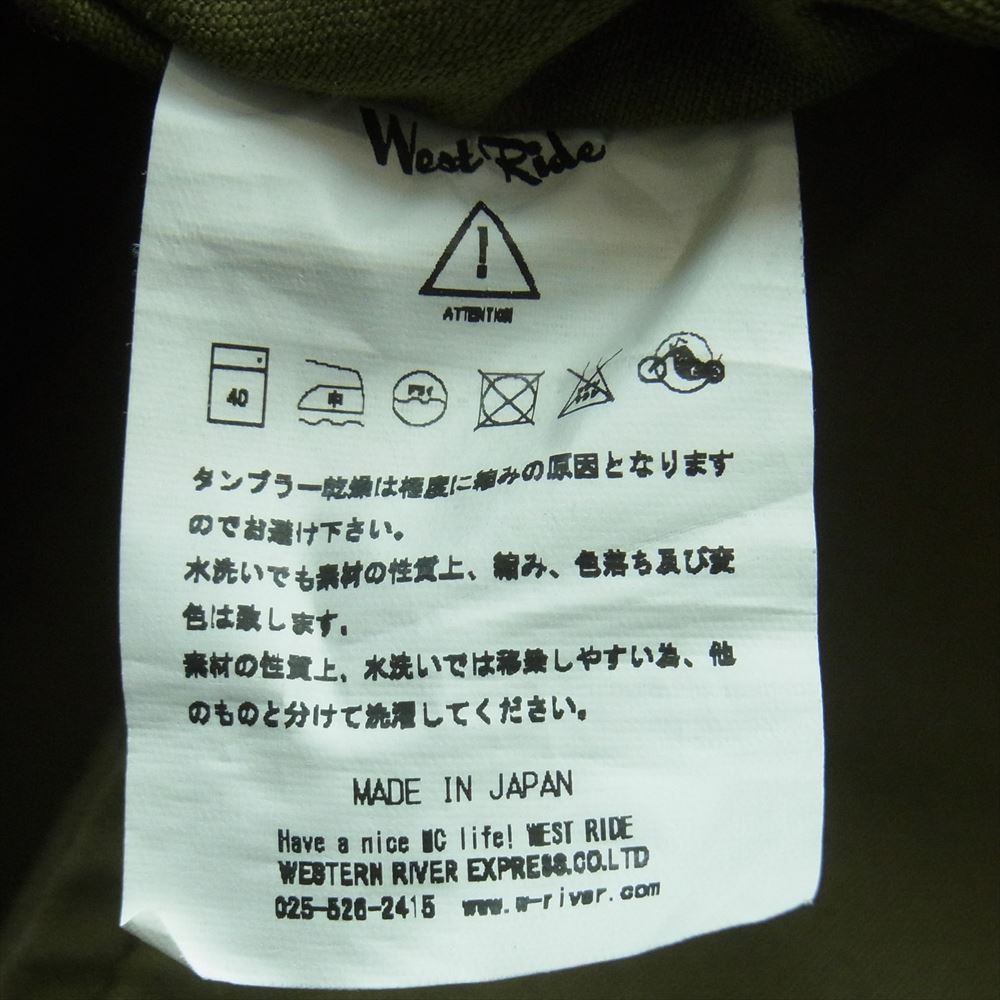 West Ride
ATTENTION
40 中 ドライ
タンブラー乾燥は極度に縮みの原因となります
のでお避け下さい。
水洗いでも素材の性質上、縮み、色落ち及び変
色は致します。
素材の性質上、水洗いでは移染しやすい為、他
のものと分けて洗濯してください。
MADE IN JAPAN
Have a nice MC life! WEST RIDE
WESTERN RIVER EXPRESS.CO.LTD
025-526-2415 www.w-river.com